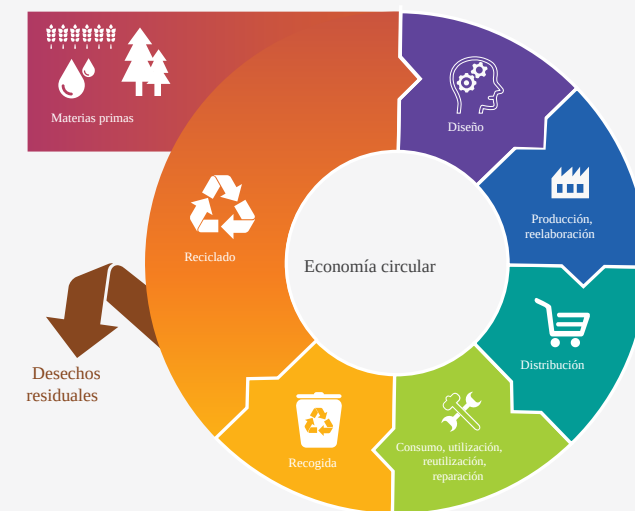 Materias primas
Diseño
Producción,
reelaboración
Reciclado
Economía circular
Distribución
Desechos
residuales
Consumo, utilización,
reutilización,
reparación
Recogida